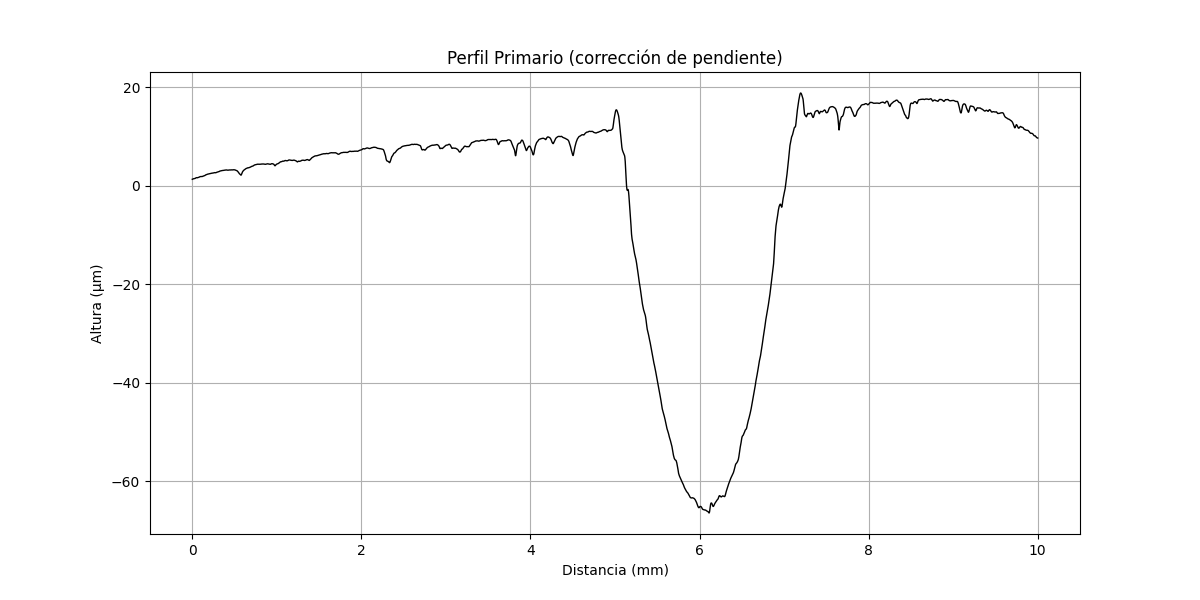 Perfil Primario (corrección de pendiente)
20
0
−20
−40
−60
Altura (μm)
0 2 4 6 8 10
Distancia (mm)